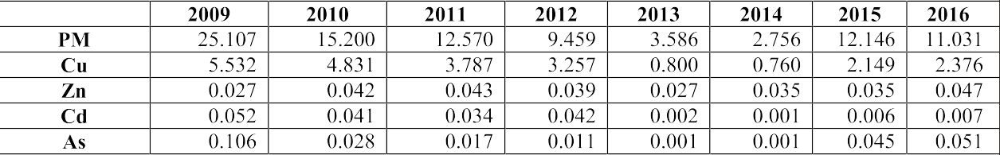 2009 2010 2011 2012 2013 2014 2015 2016
PM 25.107 15.200 12.570 9.459 3.586 2.756 12.146 11.031
Cu 5.532 4.831 3.787 3.257 0.800 0.760 2.149 2.376
Zn 0.027 0.042 0.043 0.039 0.027 0.035 0.035 0.047
Cd 0.052 0.041 0.034 0.042 0.002 0.001 0.006 0.007
As 0.106 0.028 0.017 0.011 0.001 0.001 0.045 0.051